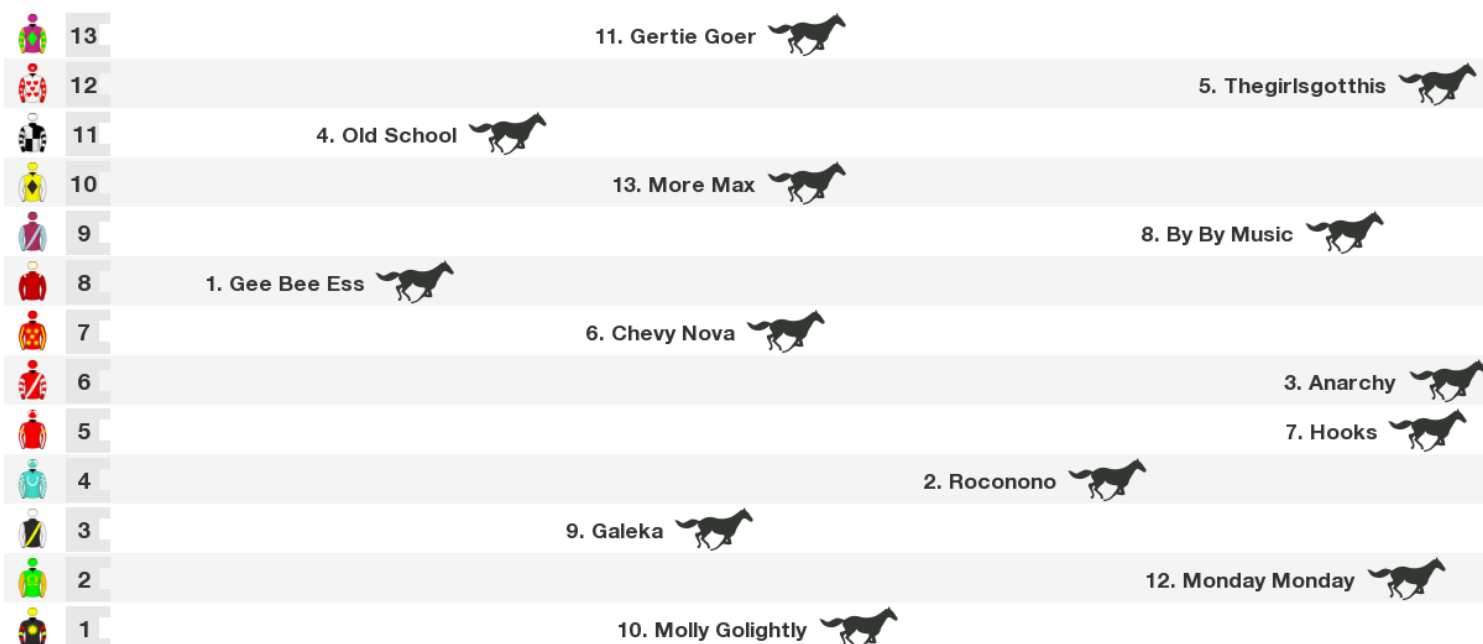 13 11. Gertie Goer
12 5. Thegirlsgotthis
11 4. Old School
10 13. More Max
9 8. By By Music
8 1. Gee Bee Ess
7 6. Chevy Nova
6 3. Anarchy
5 7. Hooks
4 2. Roconono
3 9. Galeka
2 12. Monday Monday
1 10. Molly Golightly